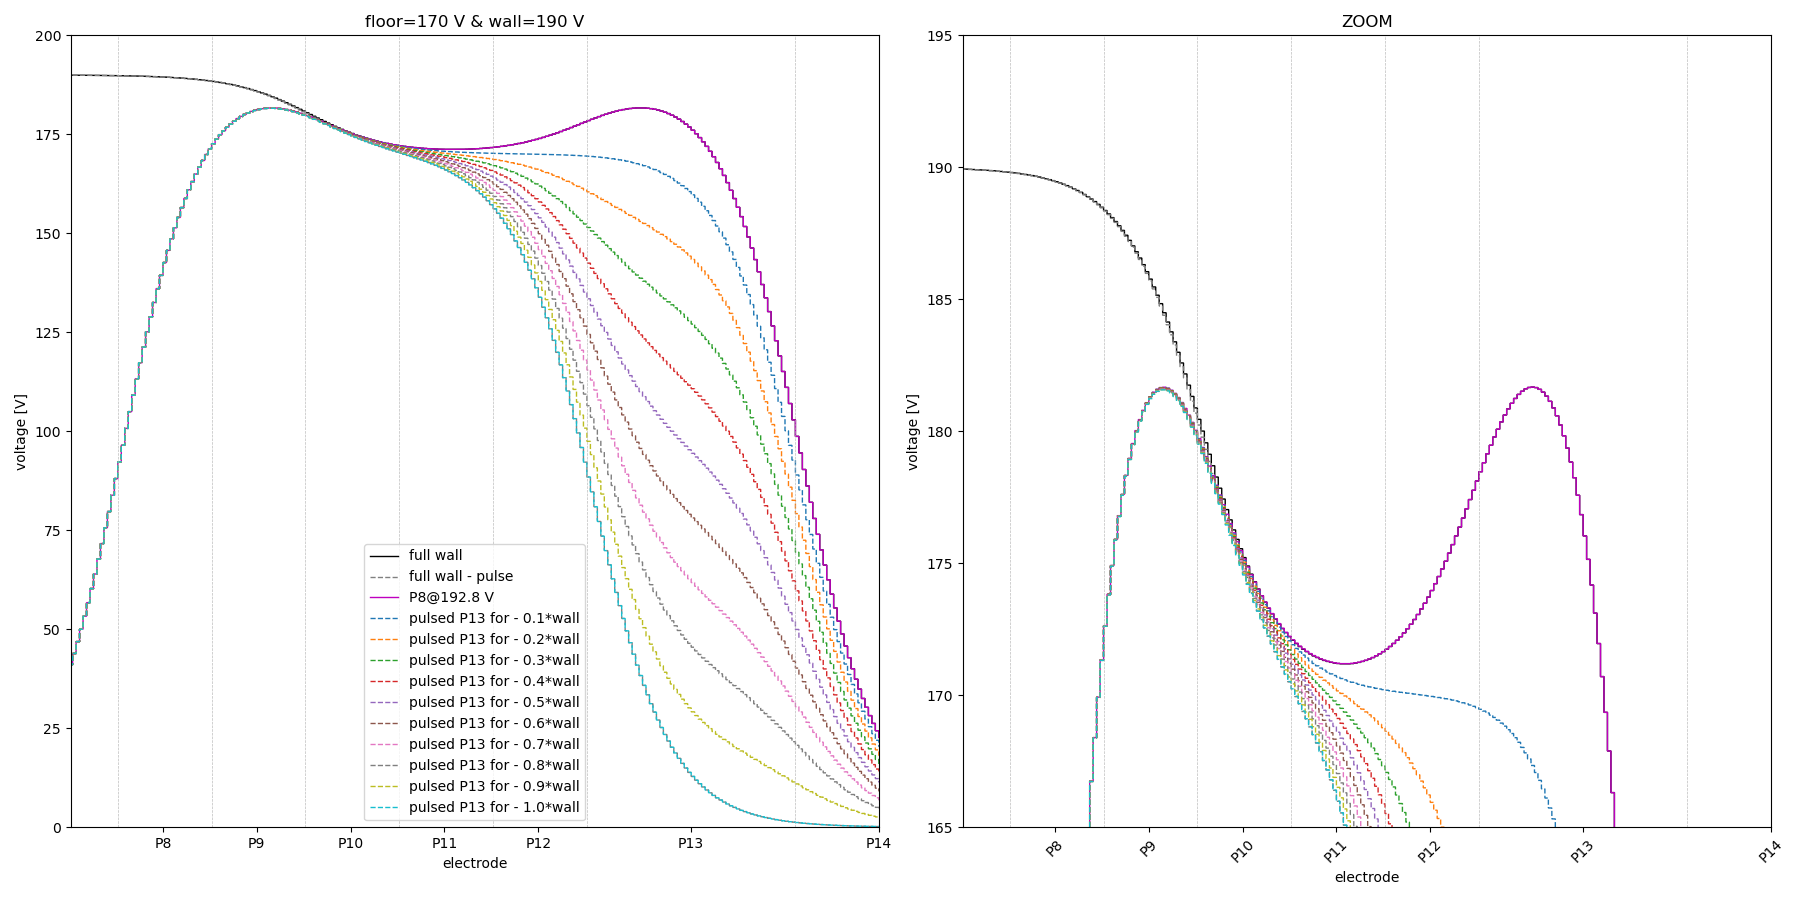 floor=170 V & wall=190 V
200
175
150
125
100
75
50
25
0
voltage [V]
full wall
full wall - pulse
P8@192.8 V
pulsed P13 for - 0.1*wall
pulsed P13 for - 0.2*wall
pulsed P13 for - 0.3*wall
pulsed P13 for - 0.4*wall
pulsed P13 for - 0.5*wall
pulsed P13 for - 0.6*wall
pulsed P13 for - 0.7*wall
pulsed P13 for - 0.8*wall
pulsed P13 for - 0.9*wall
pulsed P13 for - 1.0*wall
P8 P9 P10 P11 P12 P13 P14
electrode
ZOOM
195
190
185
180
175
170
165
voltage [V]
P8 P9 P10 P11 P12 P13 P14
electrode